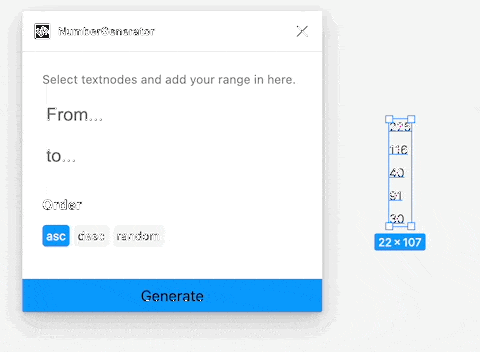 NumberGenerator
Select textnodes and add your range in here.
From...
to...
Order
asc desc random
Generate
226
116
40
91
30
22 × 107